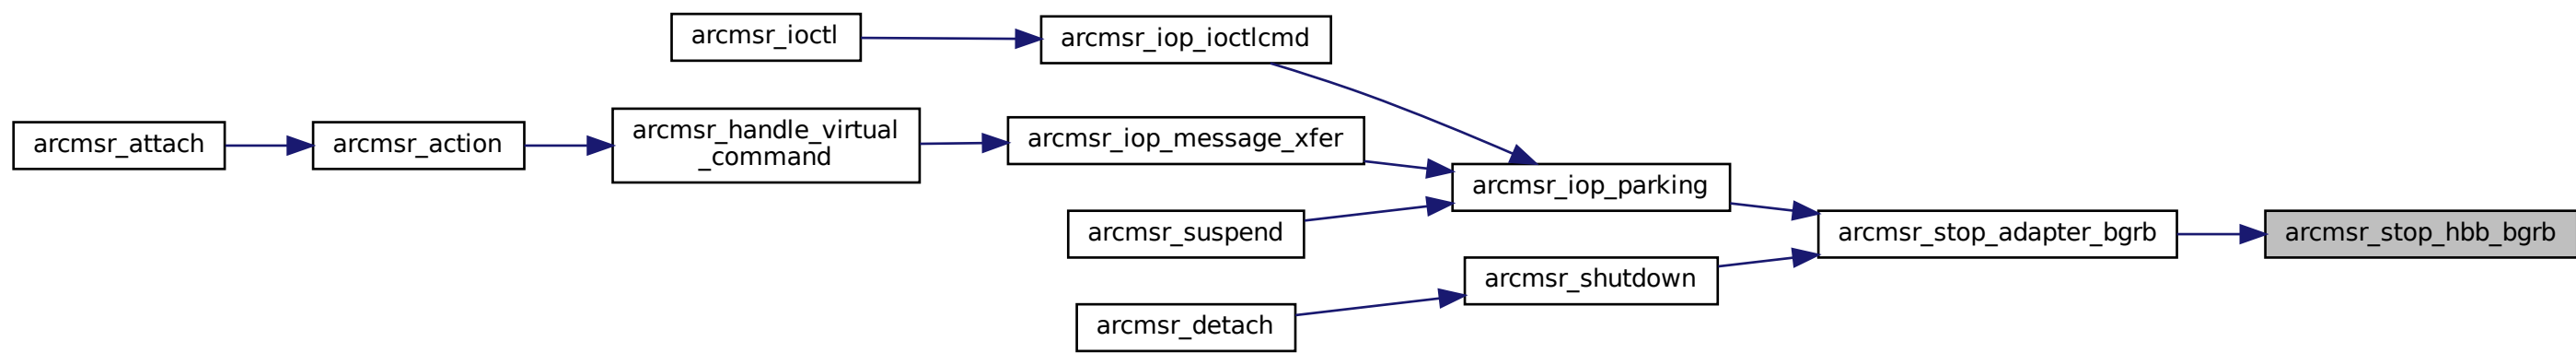 arcmsr_ioctl
arcmsr_iop_ioctlcmd
arcmsr_attach
arcmsr_action
arcmsr_handle_virtual
_command
arcmsr_iop_message_xfer
arcmsr_iop_parking
arcmsr_suspend
arcmsr_stop_adapter_bgrb
arcmsr_stop_hbb_bgrb
arcmsr_shutdown
arcmsr_detach